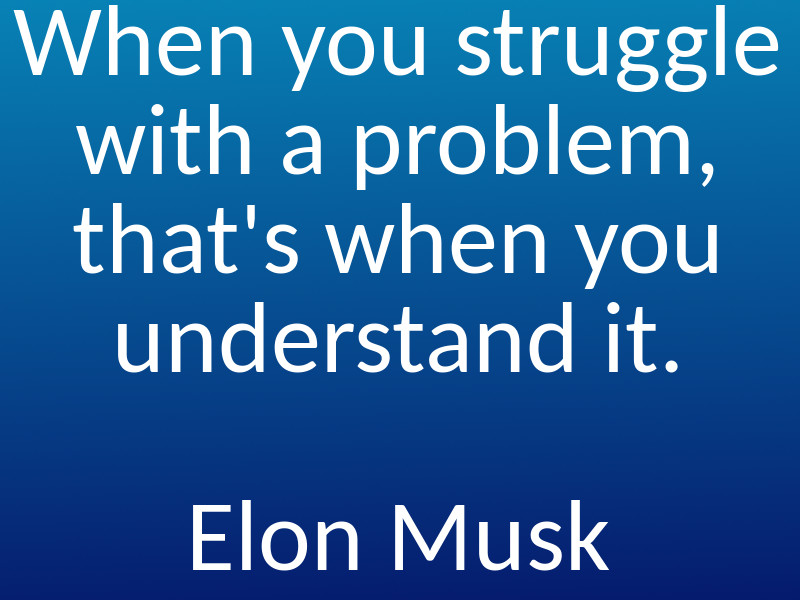 When you struggle
with a problem,
that's when you
understand it.
Elon Musk